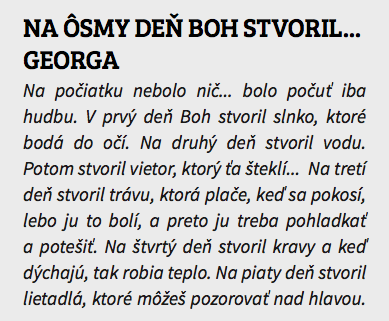 NA ÔSMY DEŇ BOH STVORIL...
GEORGA
Na počiatku nebolo nič... bolo počuť iba
hudbu. V prvý deň Boh stvoril slnko, ktoré
bodá do očí. Na druhý deň stvoril vodu.
Potom stvoril vietor, ktorý ťa šteklí... Na tretí
deň stvoril trávu, ktorá plače, keď sa pokosí,
lebo ju to bolí, a preto ju treba pohladkať
a potešiť. Na štvrtý deň stvoril kravy a keď
dýchajú, tak robia teplo. Na piaty deň stvoril
lietadlá, ktoré môžeš pozorovať nad hlavou.